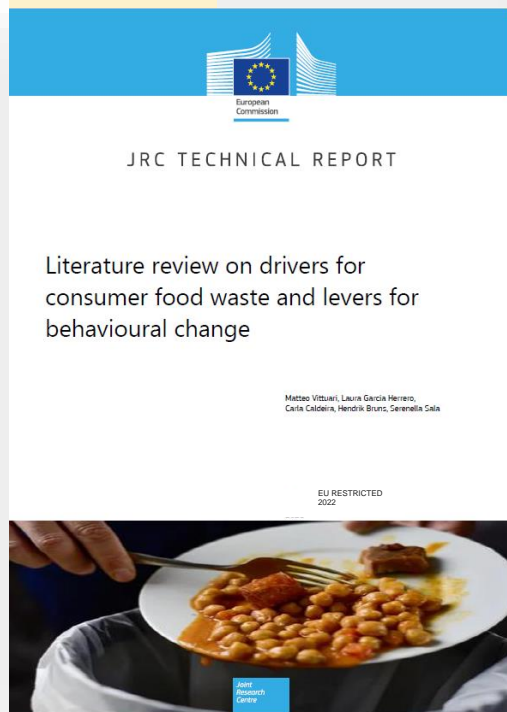 European
Commission
JRC TECHNICAL REPORT
Literature review on drivers for
consumer food waste and levers for
behavioural change
Matteo Vittuari, Laura Garcia Herrero,
Carla Caldeira, Hendrik Bruns, Serenella Sala
EU RESTRICTED
2022
Joint
Research
Centre